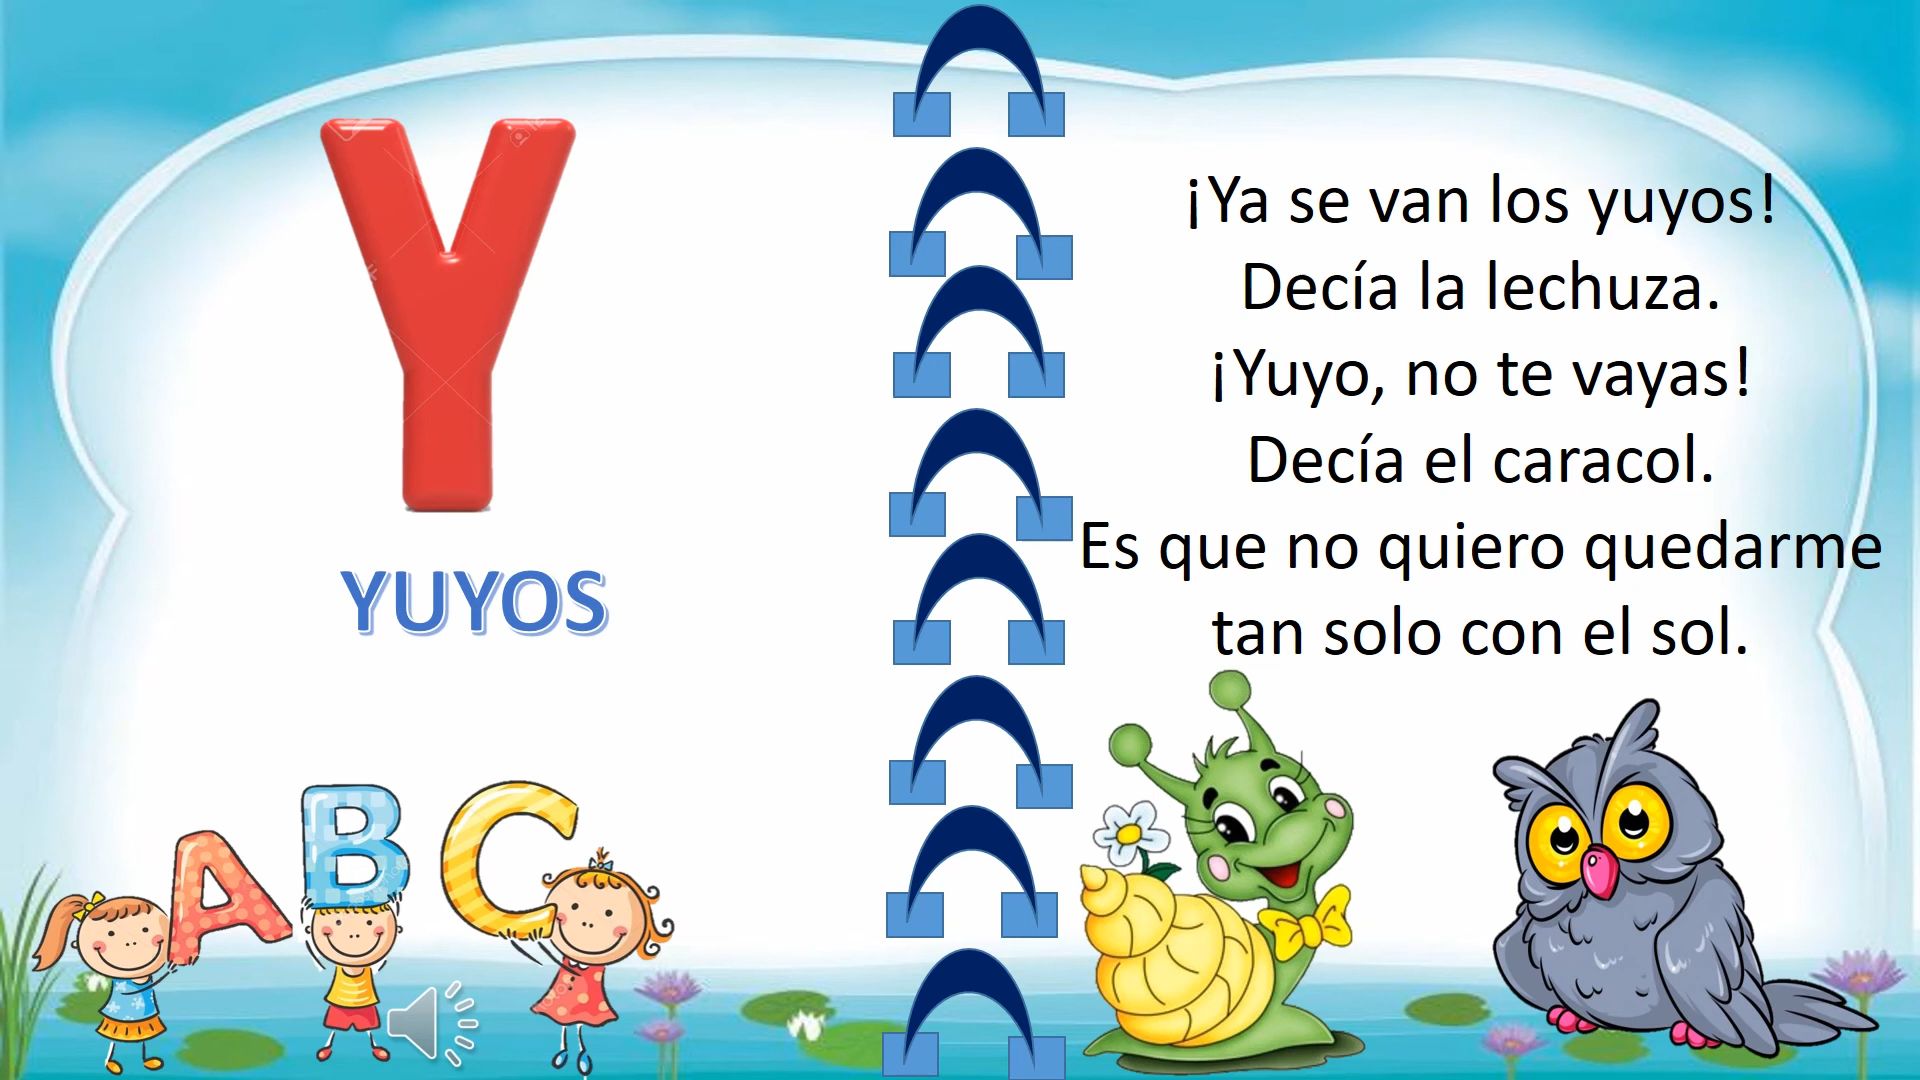 Y
YUYOS
A B C
¡Ya se van los yuyos!
Decía la lechuza.
¡Yuyo, no te vayas!
Decía el caracol.
Es que no quiero quedarme
tan solo con el sol.